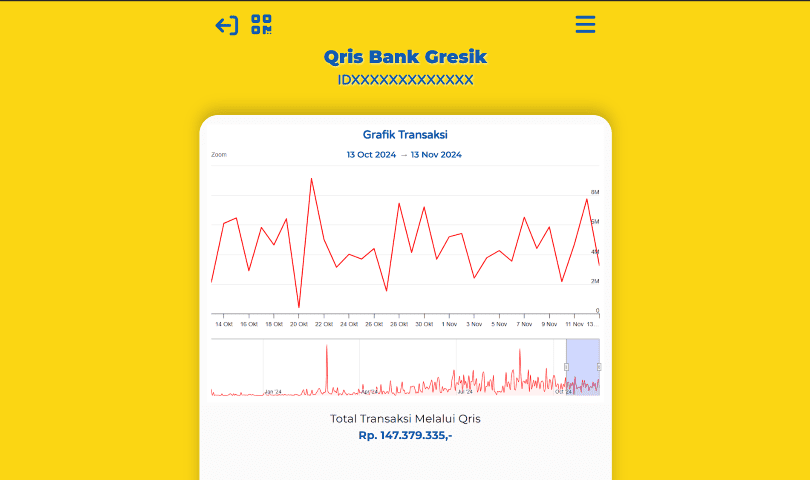 Qris Bank Gresik
IDXXXXXXXXXXXXX
Grafik Transaksi
Zoom
13 Oct 2024 → 13 Nov 2024
8M
6M
4M
2M
0
14 Okt 16 Okt 18 Okt 20 Okt 22 Okt 24 Okt 26 Okt 28 Okt 30 Okt 1 Nov 3 Nov 5 Nov 7 Nov 9 Nov 11 Nov 13...
Jan '24 Apr '24 Jul '24 Oct '24
Total Transaksi Melalui Qris
Rp. 147.379.335,-